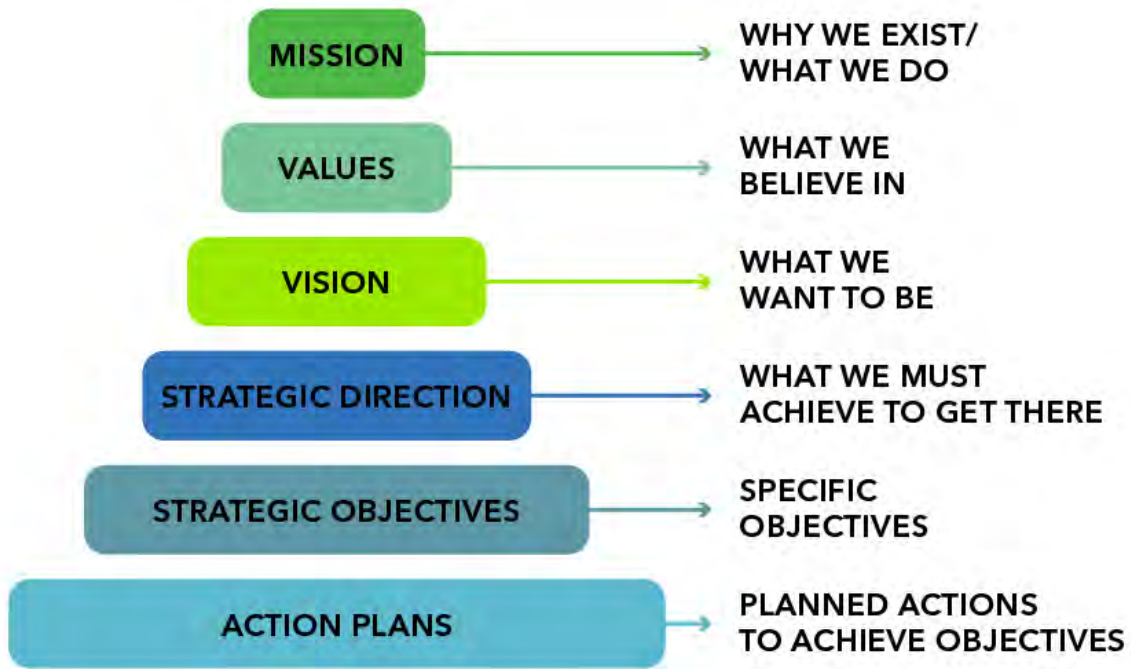 MISSION
WHY WE EXIST/
WHAT WE DO
VALUES
WHAT WE
BELIEVE IN
VISION
WHAT WE
WANT TO BE
STRATEGIC DIRECTION
WHAT WE MUST
ACHIEVE TO GET THERE
STRATEGIC OBJECTIVES
SPECIFIC
OBJECTIVES
ACTION PLANS
PLANNED ACTIONS
TO ACHIEVE OBJECTIVES